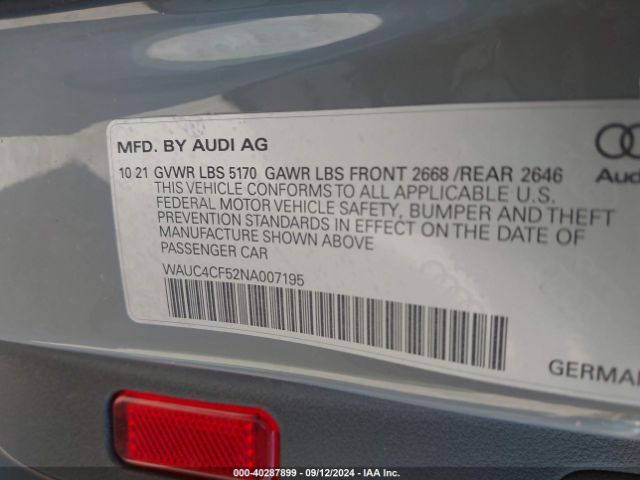 MFD. BY AUDI AG
10 21 GVWR LBS 5170 GAWR LBS FRONT 2668 /REAR 2646
THIS VEHICLE CONFORMS TO ALL APPLICABLE U.S.
FEDERAL MOTOR VEHICLE SAFETY, BUMPER AND THEFT
PREVENTION STANDARDS IN EFFECT ON THE DATE OF
MANUFACTURE SHOWN ABOVE
PASSENGER CAR
WAUC4CF52NA007195
Aud
GERMA
000-40287899 - 09/12/2024 - IAA Inc.